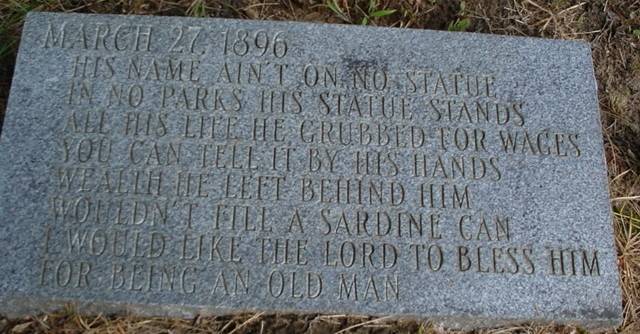 MARCH 27, 1896
HIS NAME AIN'T ON NO STATUE
IN NO PARKS HIS STATUE STANDS
ALL HIS LIFE HE GRUBBED FOR WAGES
YOU CAN TELL IT BY HIS HANDS
WEALTH HE LEFT BEHIND HIM
WOULDN'T FILL A SARDINE CAN
I WOULD LIKE THE LORD TO BLESS HIM
FOR BEING AN OLD MAN